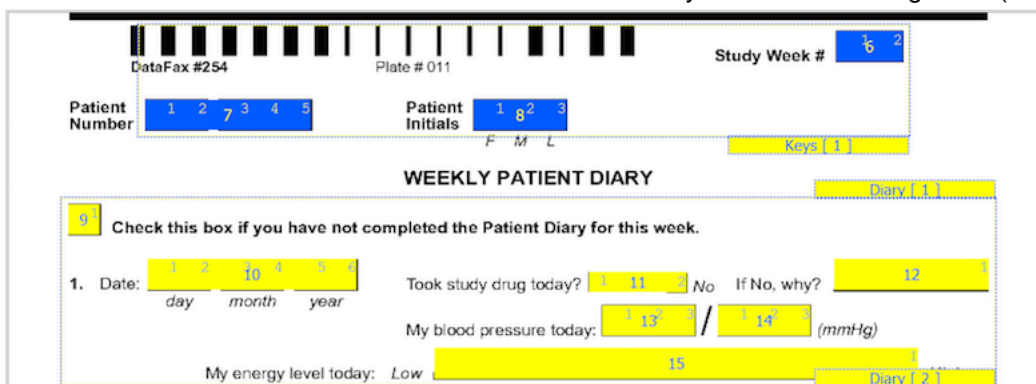 DataFax #254 Plate # 011 Study Week # 1 6 2
Patient Number 1 2 7 3 4 5 Patient Initials 1 8 2 3
F M L
Keys [ 1 ]
WEEKLY PATIENT DIARY
Diary [ 1 ]
9 1 Check this box if you have not completed the Patient Diary for this week.
1. Date: 1 2 3 10 4 5 6 Took study drug today? 1 11 2 No If No, why? 12 1
day month year
My blood pressure today: 1 13 2 3 / 1 14 2 3 (mmHg)
My energy level today: Low 15 1
Diary [ 2 ]